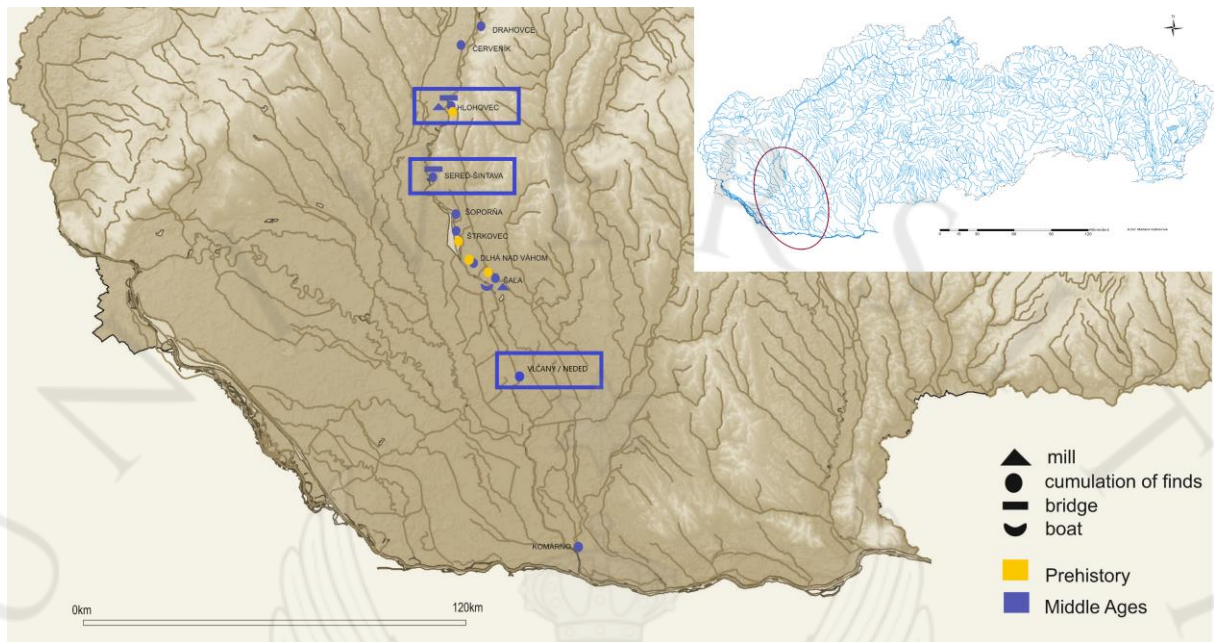 DRAHOVCE
ČERVENÍK
HLOHOVEC
SEREĎ-ŠINTAVA
ŠOPORŇA
ŠTRKOVEC
DLHÁ NAD VÁHOM
ŠAĽA
VLČANY / NEDED
KOMÁRNO
0km
120km
mill
cumulation of finds
bridge
boat
Prehistory
Middle Ages